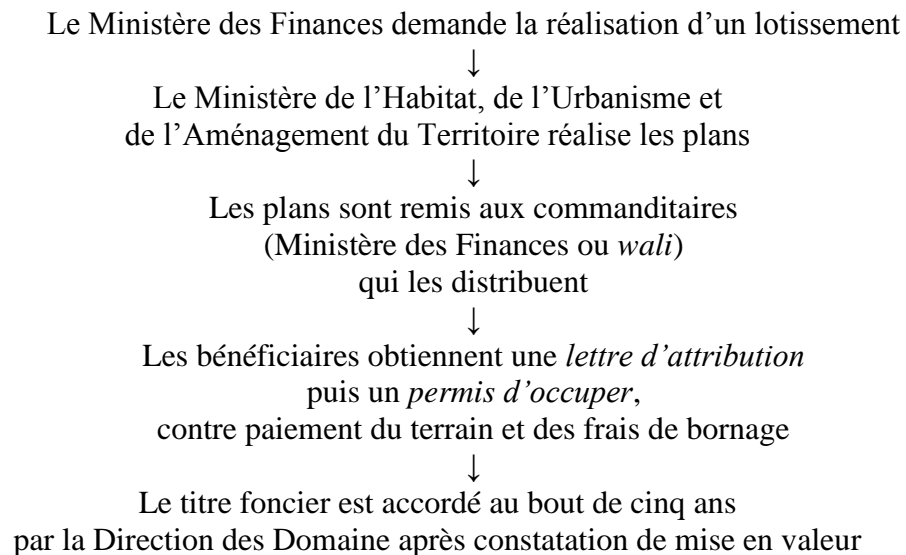 Le Ministère des Finances demande la réalisation d’un lotissement
↓
Le Ministère de l’Habitat, de l’Urbanisme et
de l’Aménagement du Territoire réalise les plans
↓
Les plans sont remis aux commanditaires
(Ministère des Finances ou wali)
qui les distribuent
↓
Les bénéficiaires obtiennent une lettre d’attribution
puis un permis d’occuper,
contre paiement du terrain et des frais de bornage
↓
Le titre foncier est accordé au bout de cinq ans
par la Direction des Domaine après constatation de mise en valeur